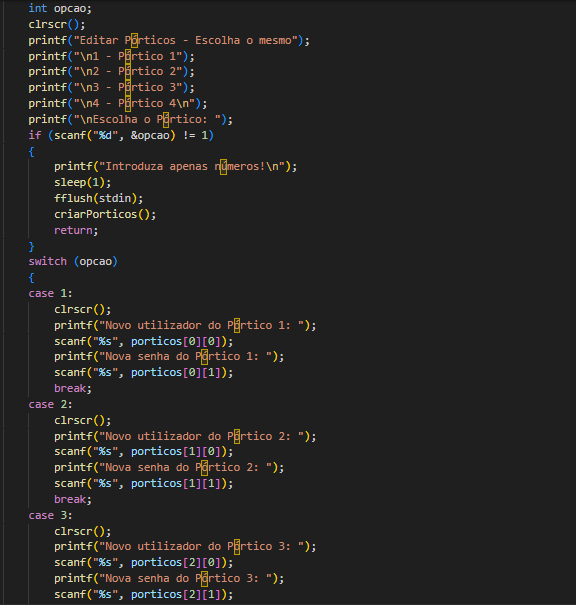 int opcao;
clrscr();
printf("Editar Pórticos - Escolha o mesmo");
printf("\n1 - Pórtico 1");
printf("\n2 - Pórtico 2");
printf("\n3 - Pórtico 3");
printf("\n4 - Pórtico 4\n");
printf("\nEscolha o Pórtico: ");
if (scanf("%d", &opcao) != 1)
{
printf("Introduza apenas números!\n");
sleep(1);
fflush(stdin);
criarPorticos();
return;
}
switch (opcao)
{
case 1:
clrscr();
printf("Novo utilizador do Pórtico 1: ");
scanf("%s", porticos[0][0]);
printf("Nova senha do Pórtico 1: ");
scanf("%s", porticos[0][1]);
break;
case 2:
clrscr();
printf("Novo utilizador do Pórtico 2: ");
scanf("%s", porticos[1][0]);
printf("Nova senha do Pórtico 2: ");
scanf("%s", porticos[1][1]);
break;
case 3:
clrscr();
printf("Novo utilizador do Pórtico 3: ");
scanf("%s", porticos[2][0]);
printf("Nova senha do Pórtico 3: ");
scanf("%s", porticos[2][1]);